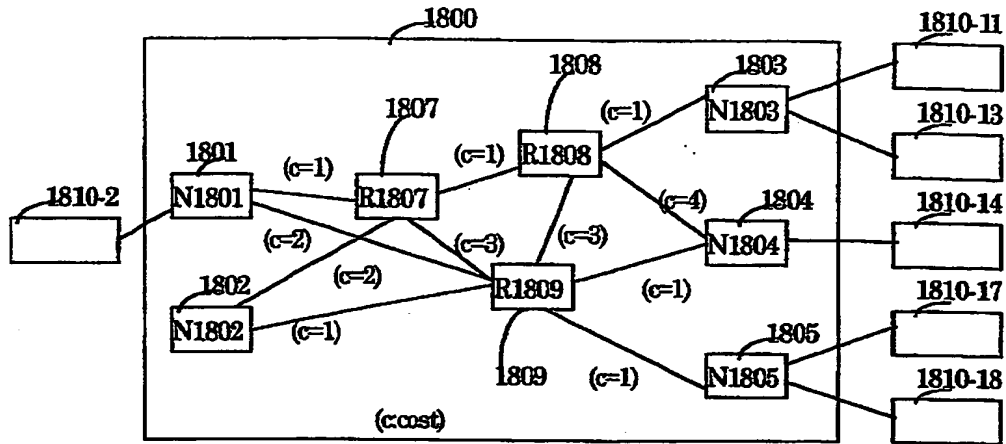 1800
1810-11
1808
1803
1807
(c=1)
N1803
1810-13
1801
(c=1)
(c=1)
R1808
1810-2
N1801
R1807
(c=4)
1804
1810-14
(c=2)
(c=3)
(c=3)
N1804
1802
(c=2)
R1809
(c=1)
1810-17
N1802
(c=1)
1805
1809
(c=1)
N1805
1810-18
(c:cost)